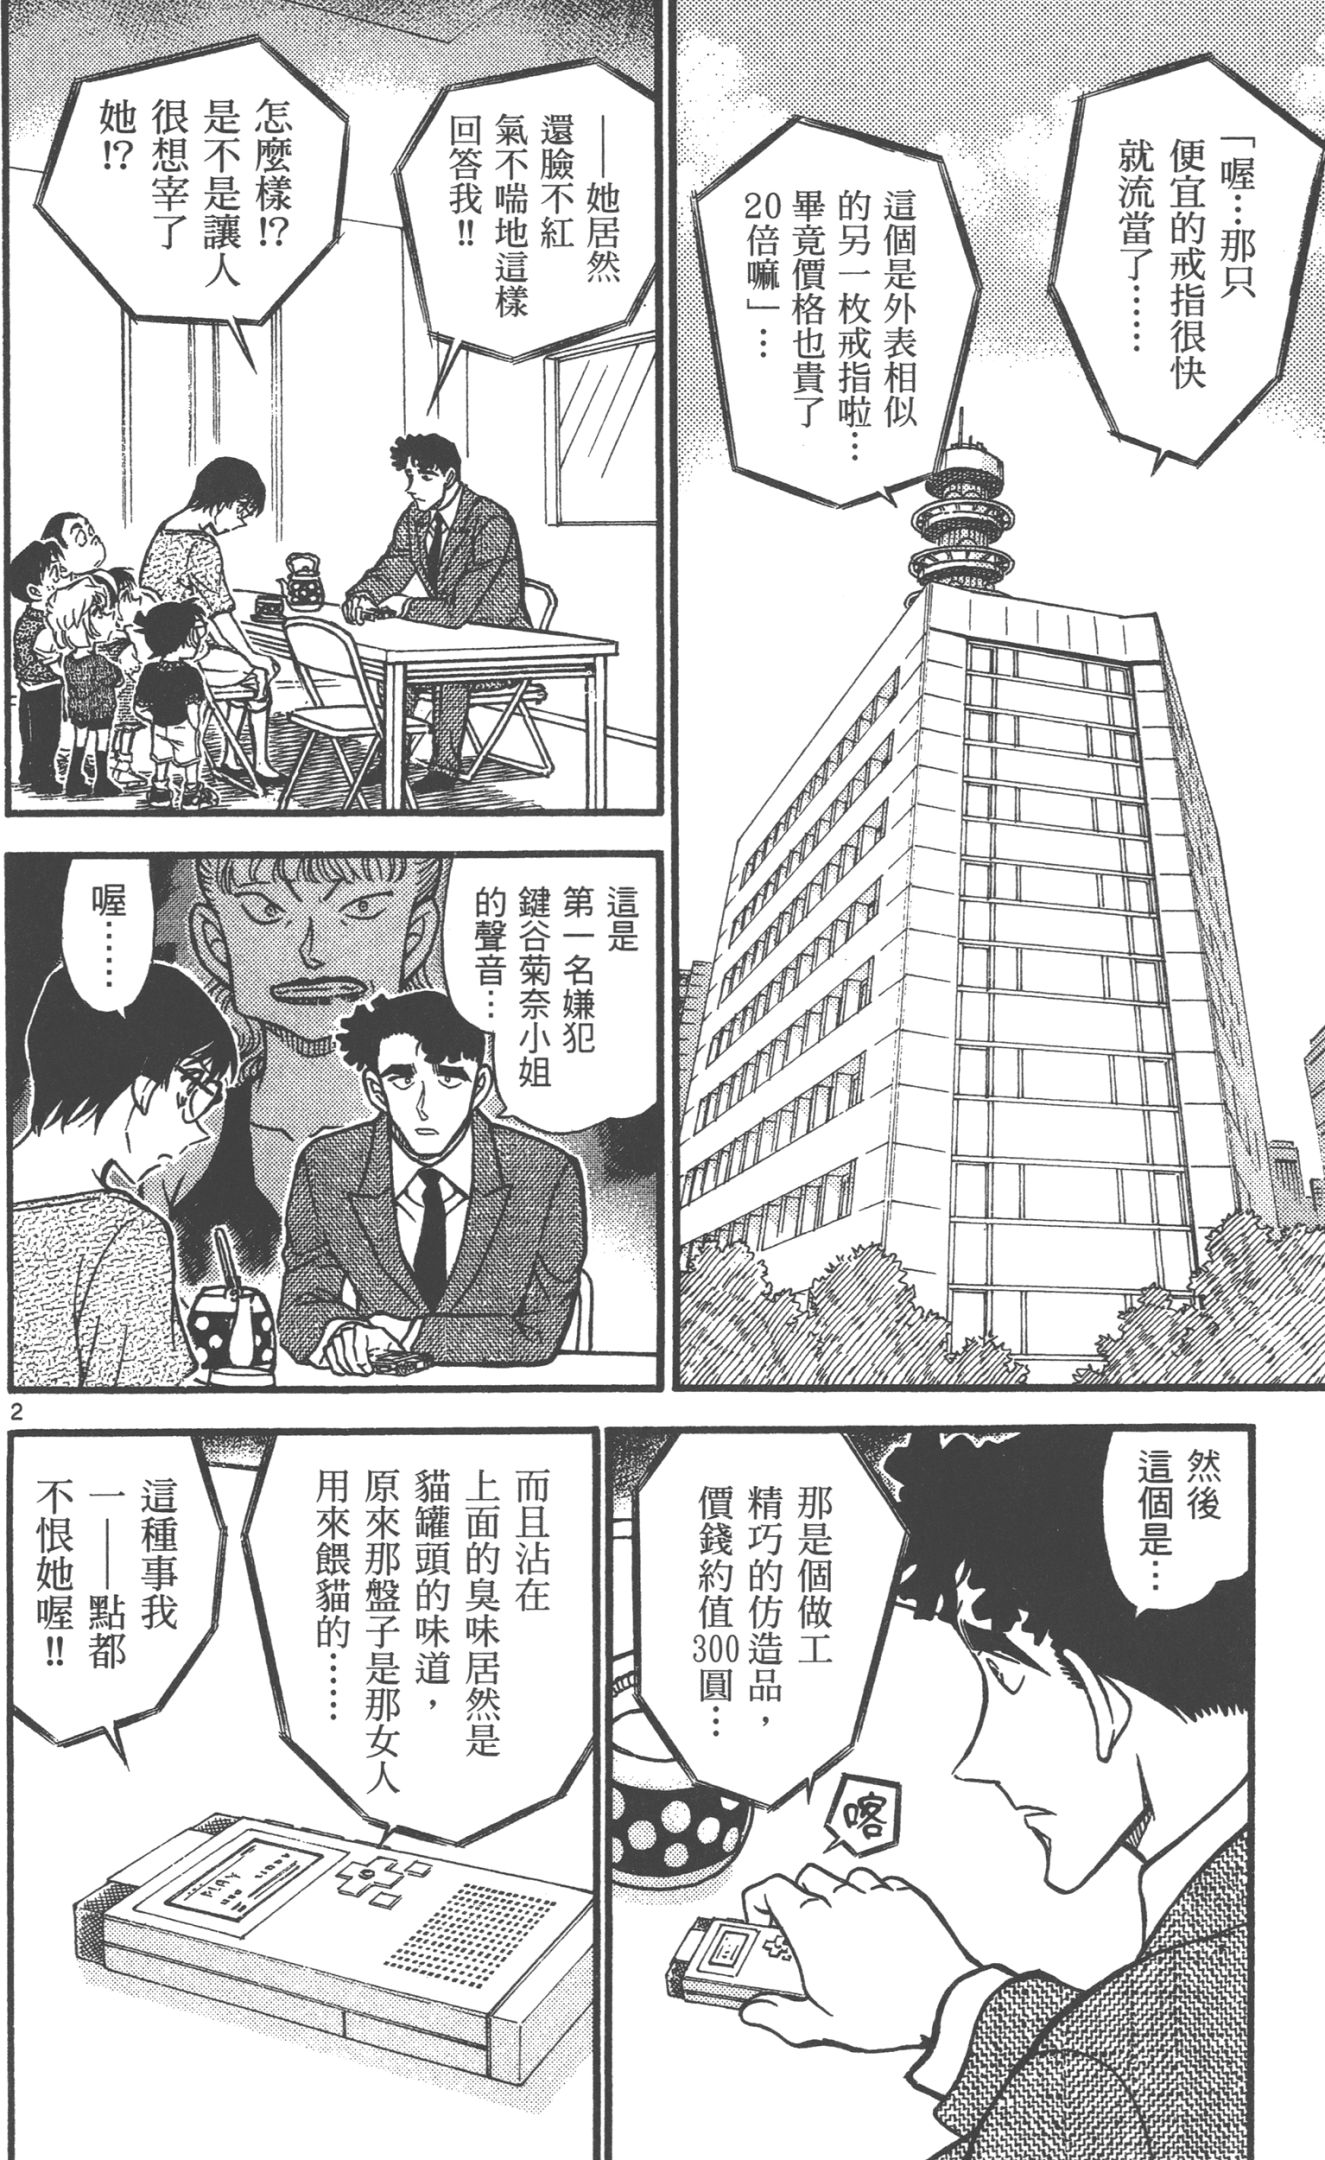 「喔…那只
便宜的戒指很快
就流當了……
這個是外表相似
的另一枚戒指啦…
畢竟價格也貴了
20倍嘛」…
——她居然
還臉不紅
氣不喘地這樣
回答我!!
怎麼樣!?
是不是讓人
很想宰了
她!?
這是
第一名嫌犯
鍵谷菊奈小姐
的聲音…
喔……
2
然後
這個是…
喀
那是個做工
精巧的仿造品，
價錢約值
300圓…
而且沾在
上面的臭味居然是
貓罐頭的味道，
原來那盤子是那女人
用來餵貓的……
這種事我
一——點都
不恨她喔!!
PLAY